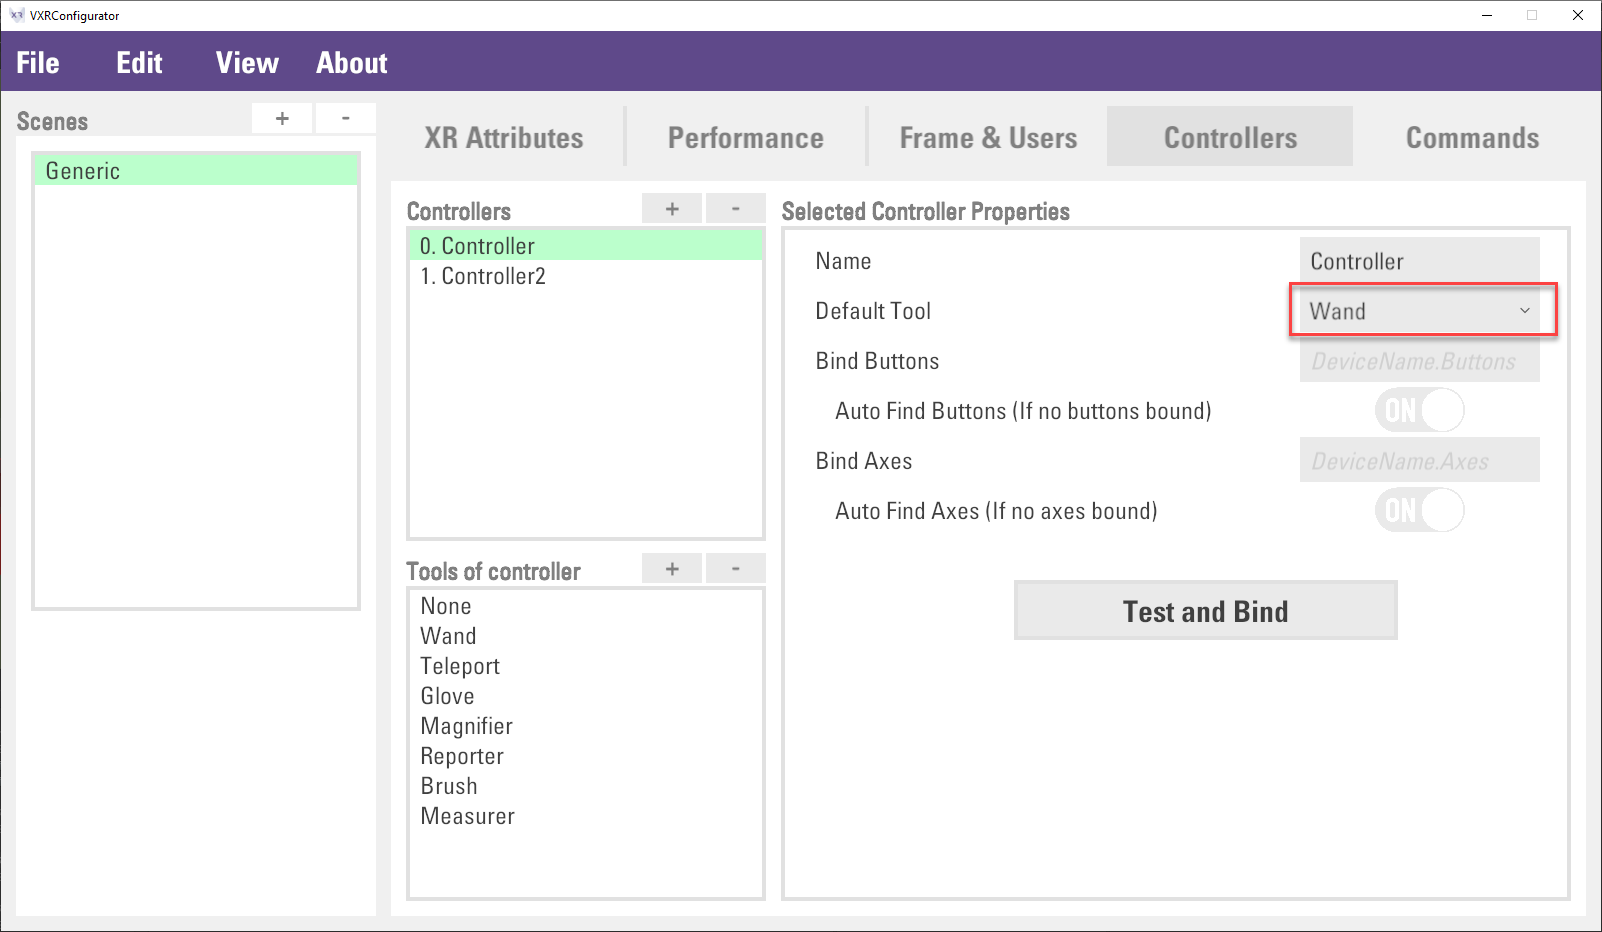 VXRConfigurator
File Edit View About
Scenes + -
Generic
XR Attributes Performance Frame & Users Controllers Commands
Controllers + -
0. Controller
1. Controller2
Tools of controller + -
None
Wand
Teleport
Glove
Magnifier
Reporter
Brush
Measurer
Selected Controller Properties
Name Controller
Default Tool Wand
Bind Buttons DeviceName.Buttons
Auto Find Buttons (If no buttons bound) ON
Bind Axes DeviceName.Axes
Auto Find Axes (If no axes bound) ON
Test and Bind